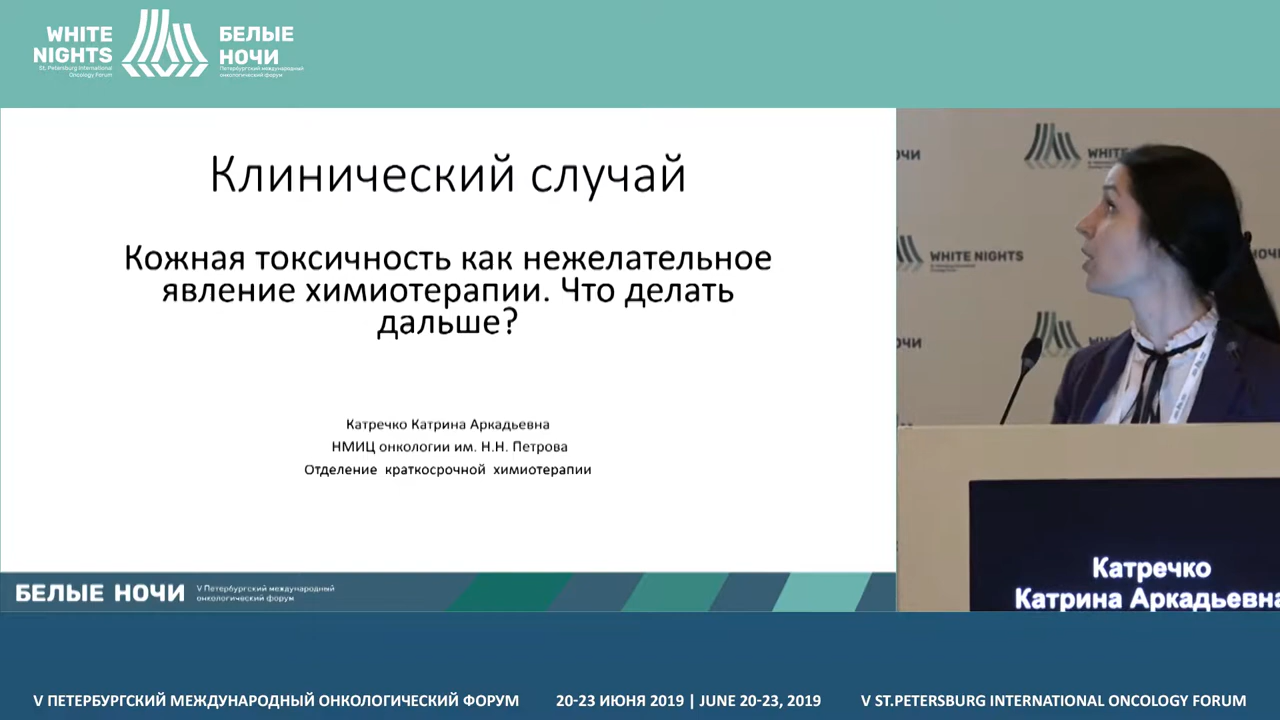 WHITE
NIGHTS
St. Petersburg International
Oncology Forum
БЕЛЫЕ
НОЧИ
Петербургский международный
онкологический форум
Клинический случай
Кожная токсичность как нежелательное
явление химиотерапии. Что делать
дальше?
Катречко Катрина Аркадьевна
НМИЦ онкологии им. Н.Н. Петрова
Отделение краткосрочной химиотерапии
БЕЛЫЕ НОЧИ
V Петербургский международный
онкологический форум
ОЧИ
WHITE
WHITE NIGHTS
ОЧИ
Катречко
Катрина Аркадьевна
V ПЕТЕРБУРГСКИЙ МЕЖДУНАРОДНЫЙ ОНКОЛОГИЧЕСКИЙ ФОРУМ
20-23 ИЮНЯ 2019 | JUNE 20-23, 2019
V ST.PETERSBURG INTERNATIONAL ONCOLOGY FORUM